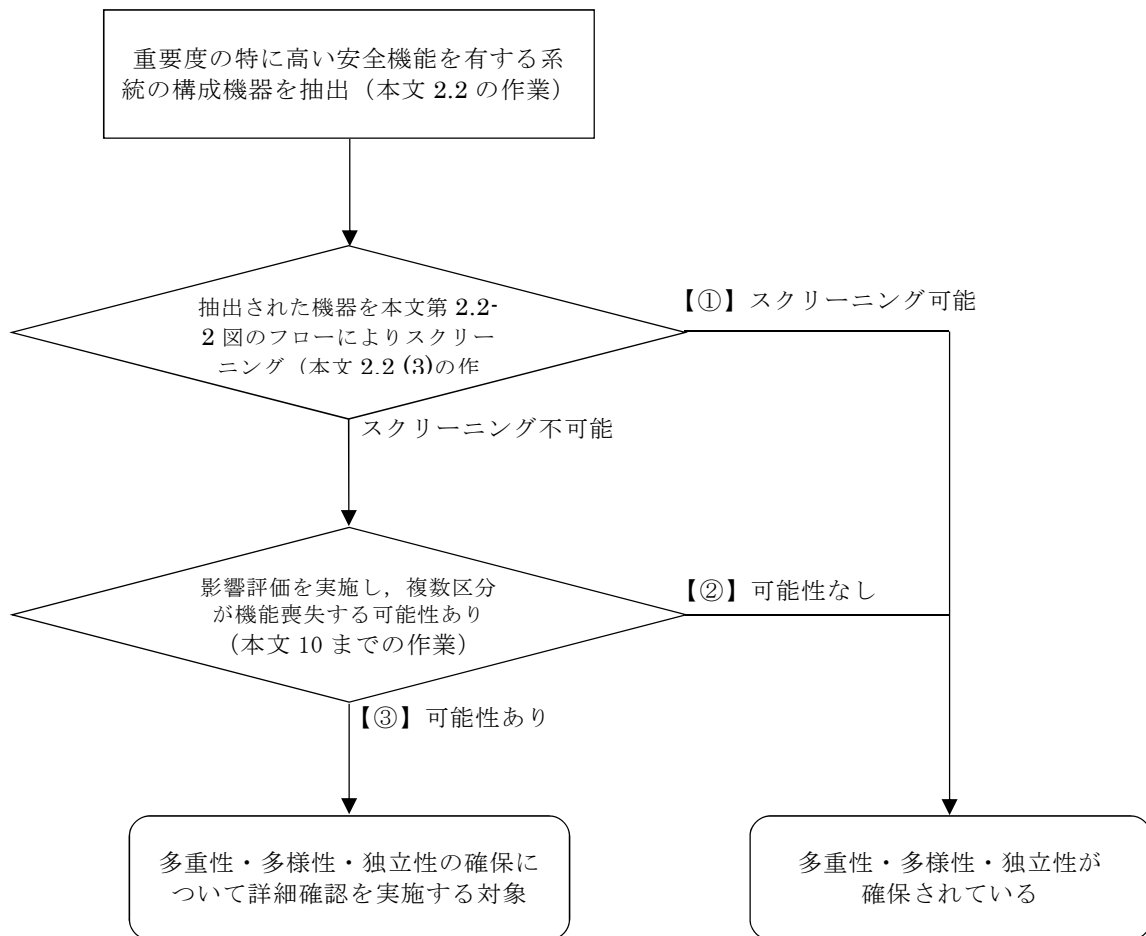 重要度の特に高い安全機能を有する系
統の構成機器を抽出（本文 2.2 の作業）
抽出された機器を本文第 2.2-
2 図のフローによりスクリー
ニング（本文 2.2 (3)の作
【①】スクリーニング可能
スクリーニング不可能
影響評価を実施し，複数区分
が機能喪失する可能性あり
（本文 10 までの作業）
【②】可能性なし
【③】可能性あり
多重性・多様性・独立性の確保に
ついて詳細確認を実施する対象
多重性・多様性・独立性が
確保されている